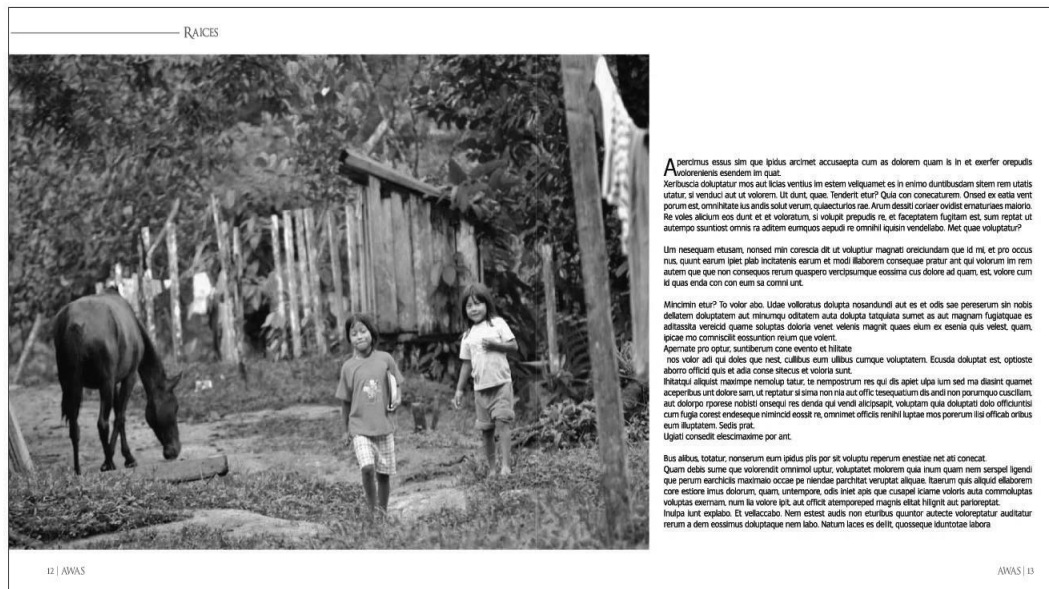 RAICES
Apercimus essus sim que ipidus arcimet accusaepta cum as dolorem quam is in et exerfer orepudis
volorenienis esendem im quat.
Xeribuscia doluptatur mos aut licias ventius im estem veliquamet es in enimo duntibusdam sitem rem utatis
utatur, si venduci aut ut volorem. Ut dunt, quae. Tenderit etur? Quia con conecaturem. Onsed ex eatia vent
porum est, omnihitate ius andis solut verum, quiaecturios rae. Arum dessiti coriaer ovidist ernaturiaes maiorio.
Re voles alicium eos dunt et et voloratum, si volupit prepudis re, et faceptatem fugitam est, sum reptat ut
autempo ssuntiost omnis ra aditem eumquos aepudi re omnihil iquisin vendellabo. Met quae voluptatur?
Um nesequam etusam, nonsed min corescia dit ut voluptur magnati oreiciundam que id mi, et pro occus
nus, quunt earum ipiet plab incitatenis earum et modi illaborem consequae pratur ant qui volorum im rem
autem que que non consequos rerum quaspero vercipsumque eossima cus dolore ad quam, est, volore cum
id quas enda con con eum sa comni unt.
Mincimin etur? To volor abo. Udae volloratus dolupta nosandundi aut es et odis sae pereserum sin nobis
dellatem doluptatem aut minumqu oditatem auta dolupta tatquiata sumet as aut magnam fugiatquae es
aditassita vereicid quame soluptas doloria venet velenis magnit quaes eium ex esenia quis velest, quam,
ipicae mo comniscilit eossuntion reium que volent.
Apernate pro optur, suntiberum cone evento et hilitate
nos volor adi qui doles que nest, cullibus eum ullibus cumque voluptatem. Ecusda doluptat est, optioste
aborro officid quis et adia conse sitecus et voloria sunt.
Ihitatqui aliquist maximpe nemolup tatur, te nempostrum res qui dis apiet ulpa ium sed ma diasint quamet
aceperibus unt dolore sam, ut reptatur si sima non nia aut offic tesequatium dis andi non porumquo cuscillam,
aut dolorpo rporese nobisti onsequi res denda qui vendi alicipsapit, voluptam quia doluptati dolo officiuntisi
cum fugia corest endeseque nimincid eossit re, omnimet officiis renihil luptae mos porerum ilisi officab oribus
eum illuptatem. Sedis prat.
Ugiati consedit elescimaxime por ant.
Bus alibus, totatur, nonserum eum ipidus plis por sit voluptu reperum enestiae net ati conecat.
Quam debis sume que volorendit omnimol uptur, voluptatet molorem quia inum quam nem serspel ligendi
que perum earchiciis maximaio occae pe niendae parchitat veruptat aliquae. Itaerum quis aliquid ellaborem
core estiore imus dolorum, quam, untempore, odis iniet apis que cusapel iciame voloris auta commoluptas
voluptas exernam, num lia volore ipit, aut officit atemporeped magnis elitat hilignit aut parioreptat.
Inulpa iunt explabo. Et vellaccabo. Nem estest audis non eturibus quuntor autecte voloreptatur auditatur
rerum a dem eossimus doluptaque nem labo. Natum laces es dellt, quosseque iduntotae labora
12 | AWAS
AWAS | 13